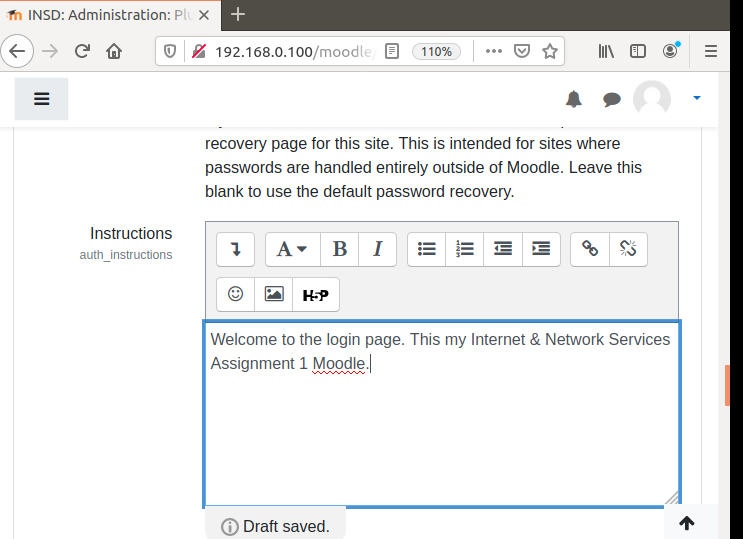 INSD: Administration: Plu
192.168.0.100/moodle/
110%
recovery page for this site. This is intended for sites where
passwords are handled entirely outside of Moodle. Leave this
blank to use the default password recovery.
Instructions
auth_instructions
A B I
H5P
Welcome to the login page. This my Internet & Network Services
Assignment 1 Moodle.
Draft saved.